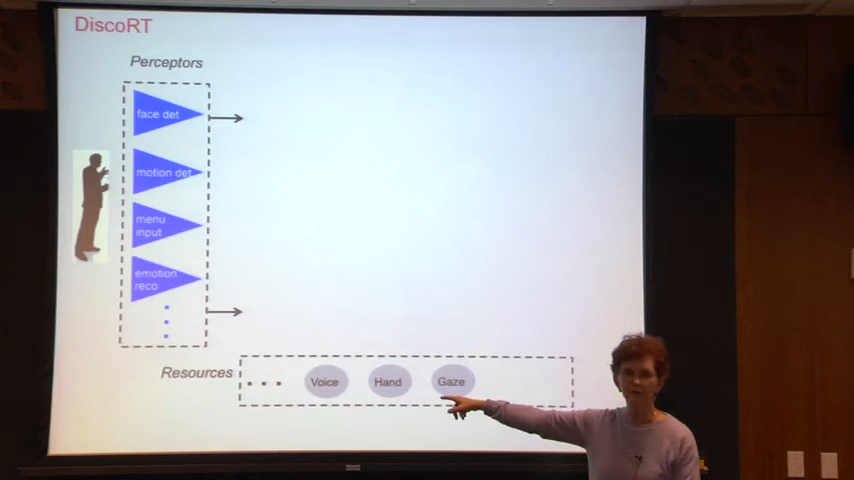 DiscoRT
Perceptors
face det
motion det
menu
input
emotion
reco
Resources
Voice
Hand
Gaze